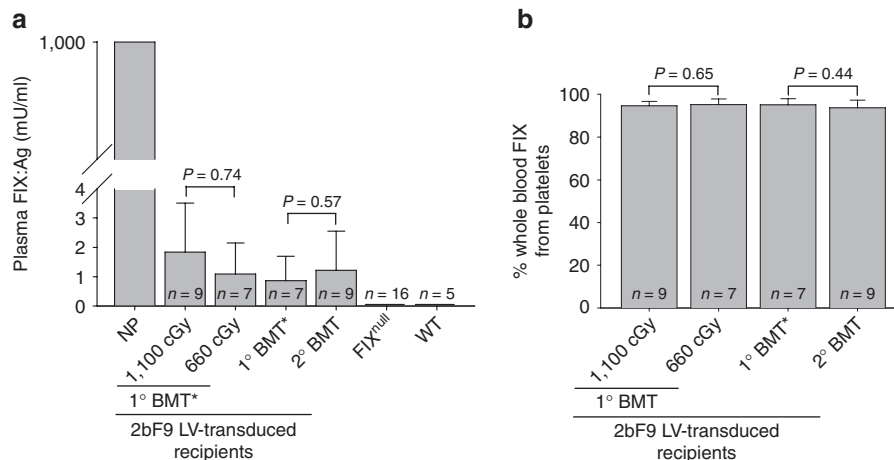 a
Plasma FIX:Ag (mU/ml)
1,000
4
3
2
1
0
P = 0.74
P = 0.57
n = 9
n = 7
n = 7
n = 9
n = 16
n = 5
NP
1,100 cGy
660 cGy
1° BMT*
2° BMT
FIXnull
WT
1° BMT*
2bF9 LV-transduced
recipients
b
% whole blood FIX
from platelets
100
80
60
40
20
0
P = 0.65
P = 0.44
n = 9
n = 7
n = 7
n = 9
1,100 cGy
660 cGy
1° BMT*
2° BMT
1° BMT
2bF9 LV-transduced
recipients